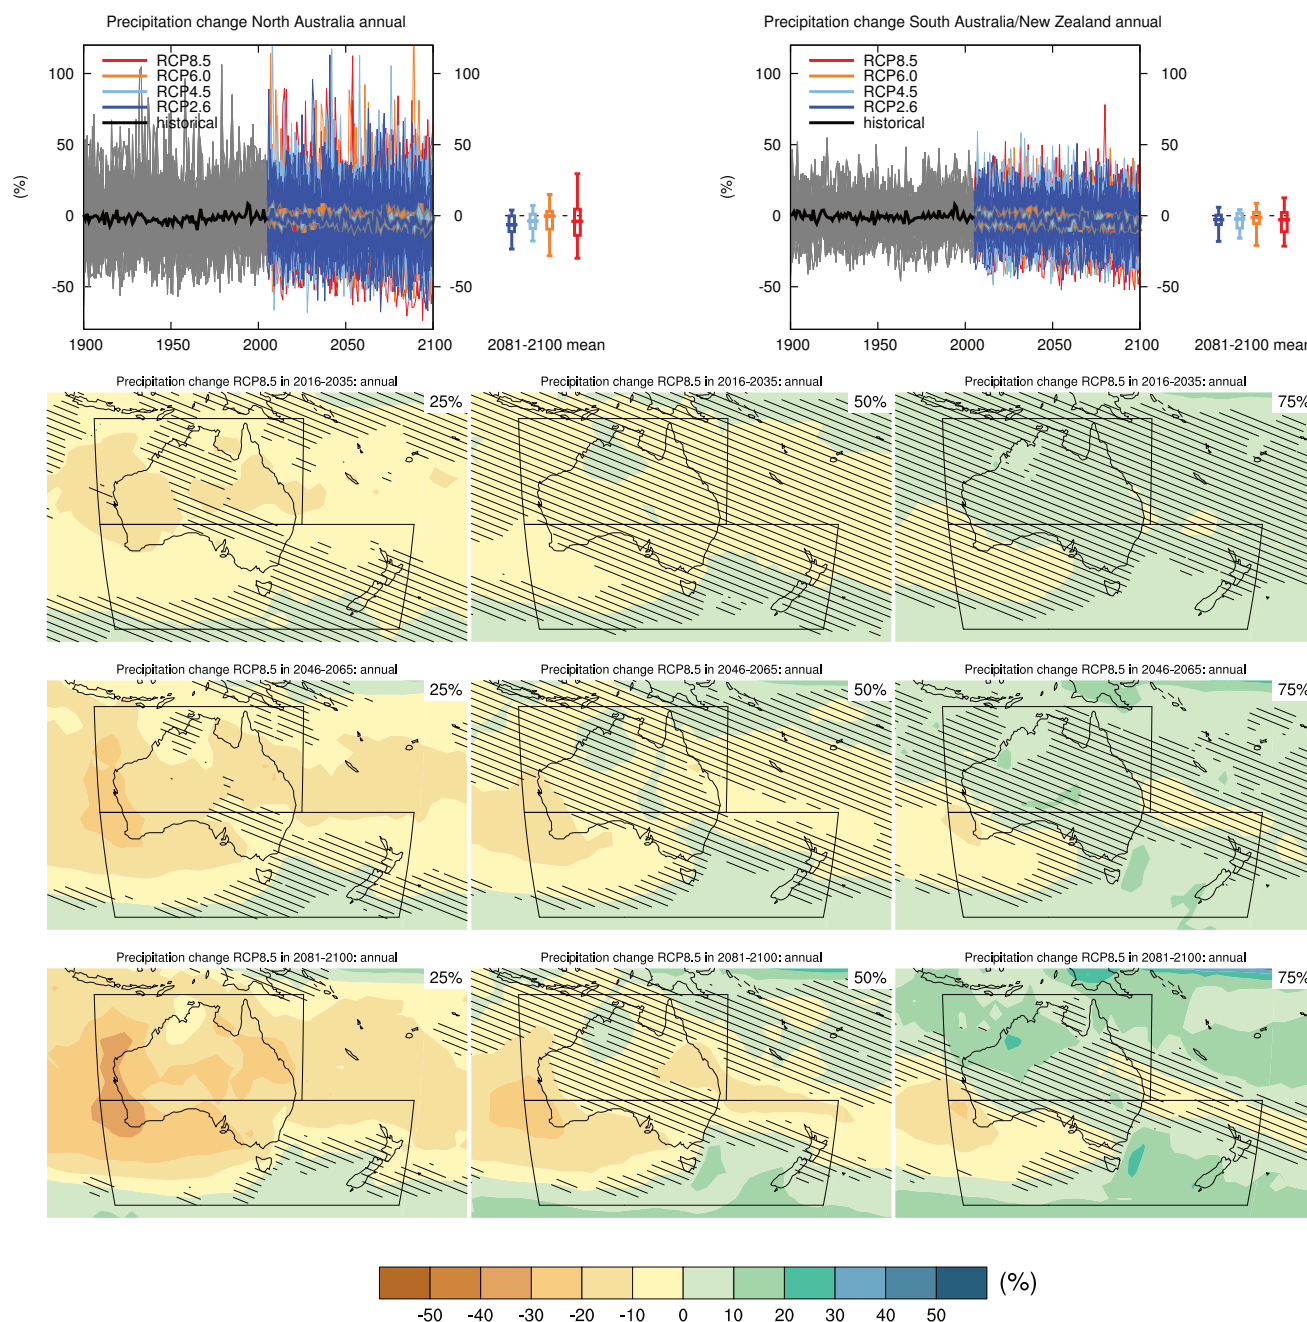 Precipitation change North Australia annual
Precipitation change South Australia/New Zealand annual
RCP8.5
RCP6.0
RCP4.5
RCP2.6
historical
(%)
100
50
0
-50
100
50
0
-50
1900
1950
2000
2050
2100
2081-2100 mean
RCP8.5
RCP6.0
RCP4.5
RCP2.6
historical
(%)
100
50
0
-50
100
50
0
-50
1900
1950
2000
2050
2100
2081-2100 mean
Precipitation change RCP8.5 in 2016-2035: annual
25%
Precipitation change RCP8.5 in 2016-2035: annual
50%
Precipitation change RCP8.5 in 2016-2035: annual
75%
Precipitation change RCP8.5 in 2046-2065: annual
25%
Precipitation change RCP8.5 in 2046-2065: annual
50%
Precipitation change RCP8.5 in 2046-2065: annual
75%
Precipitation change RCP8.5 in 2081-2100: annual
25%
Precipitation change RCP8.5 in 2081-2100: annual
50%
Precipitation change RCP8.5 in 2081-2100: annual
75%
(%)
-50 -40 -30 -20 -10 0 10 20 30 40 50